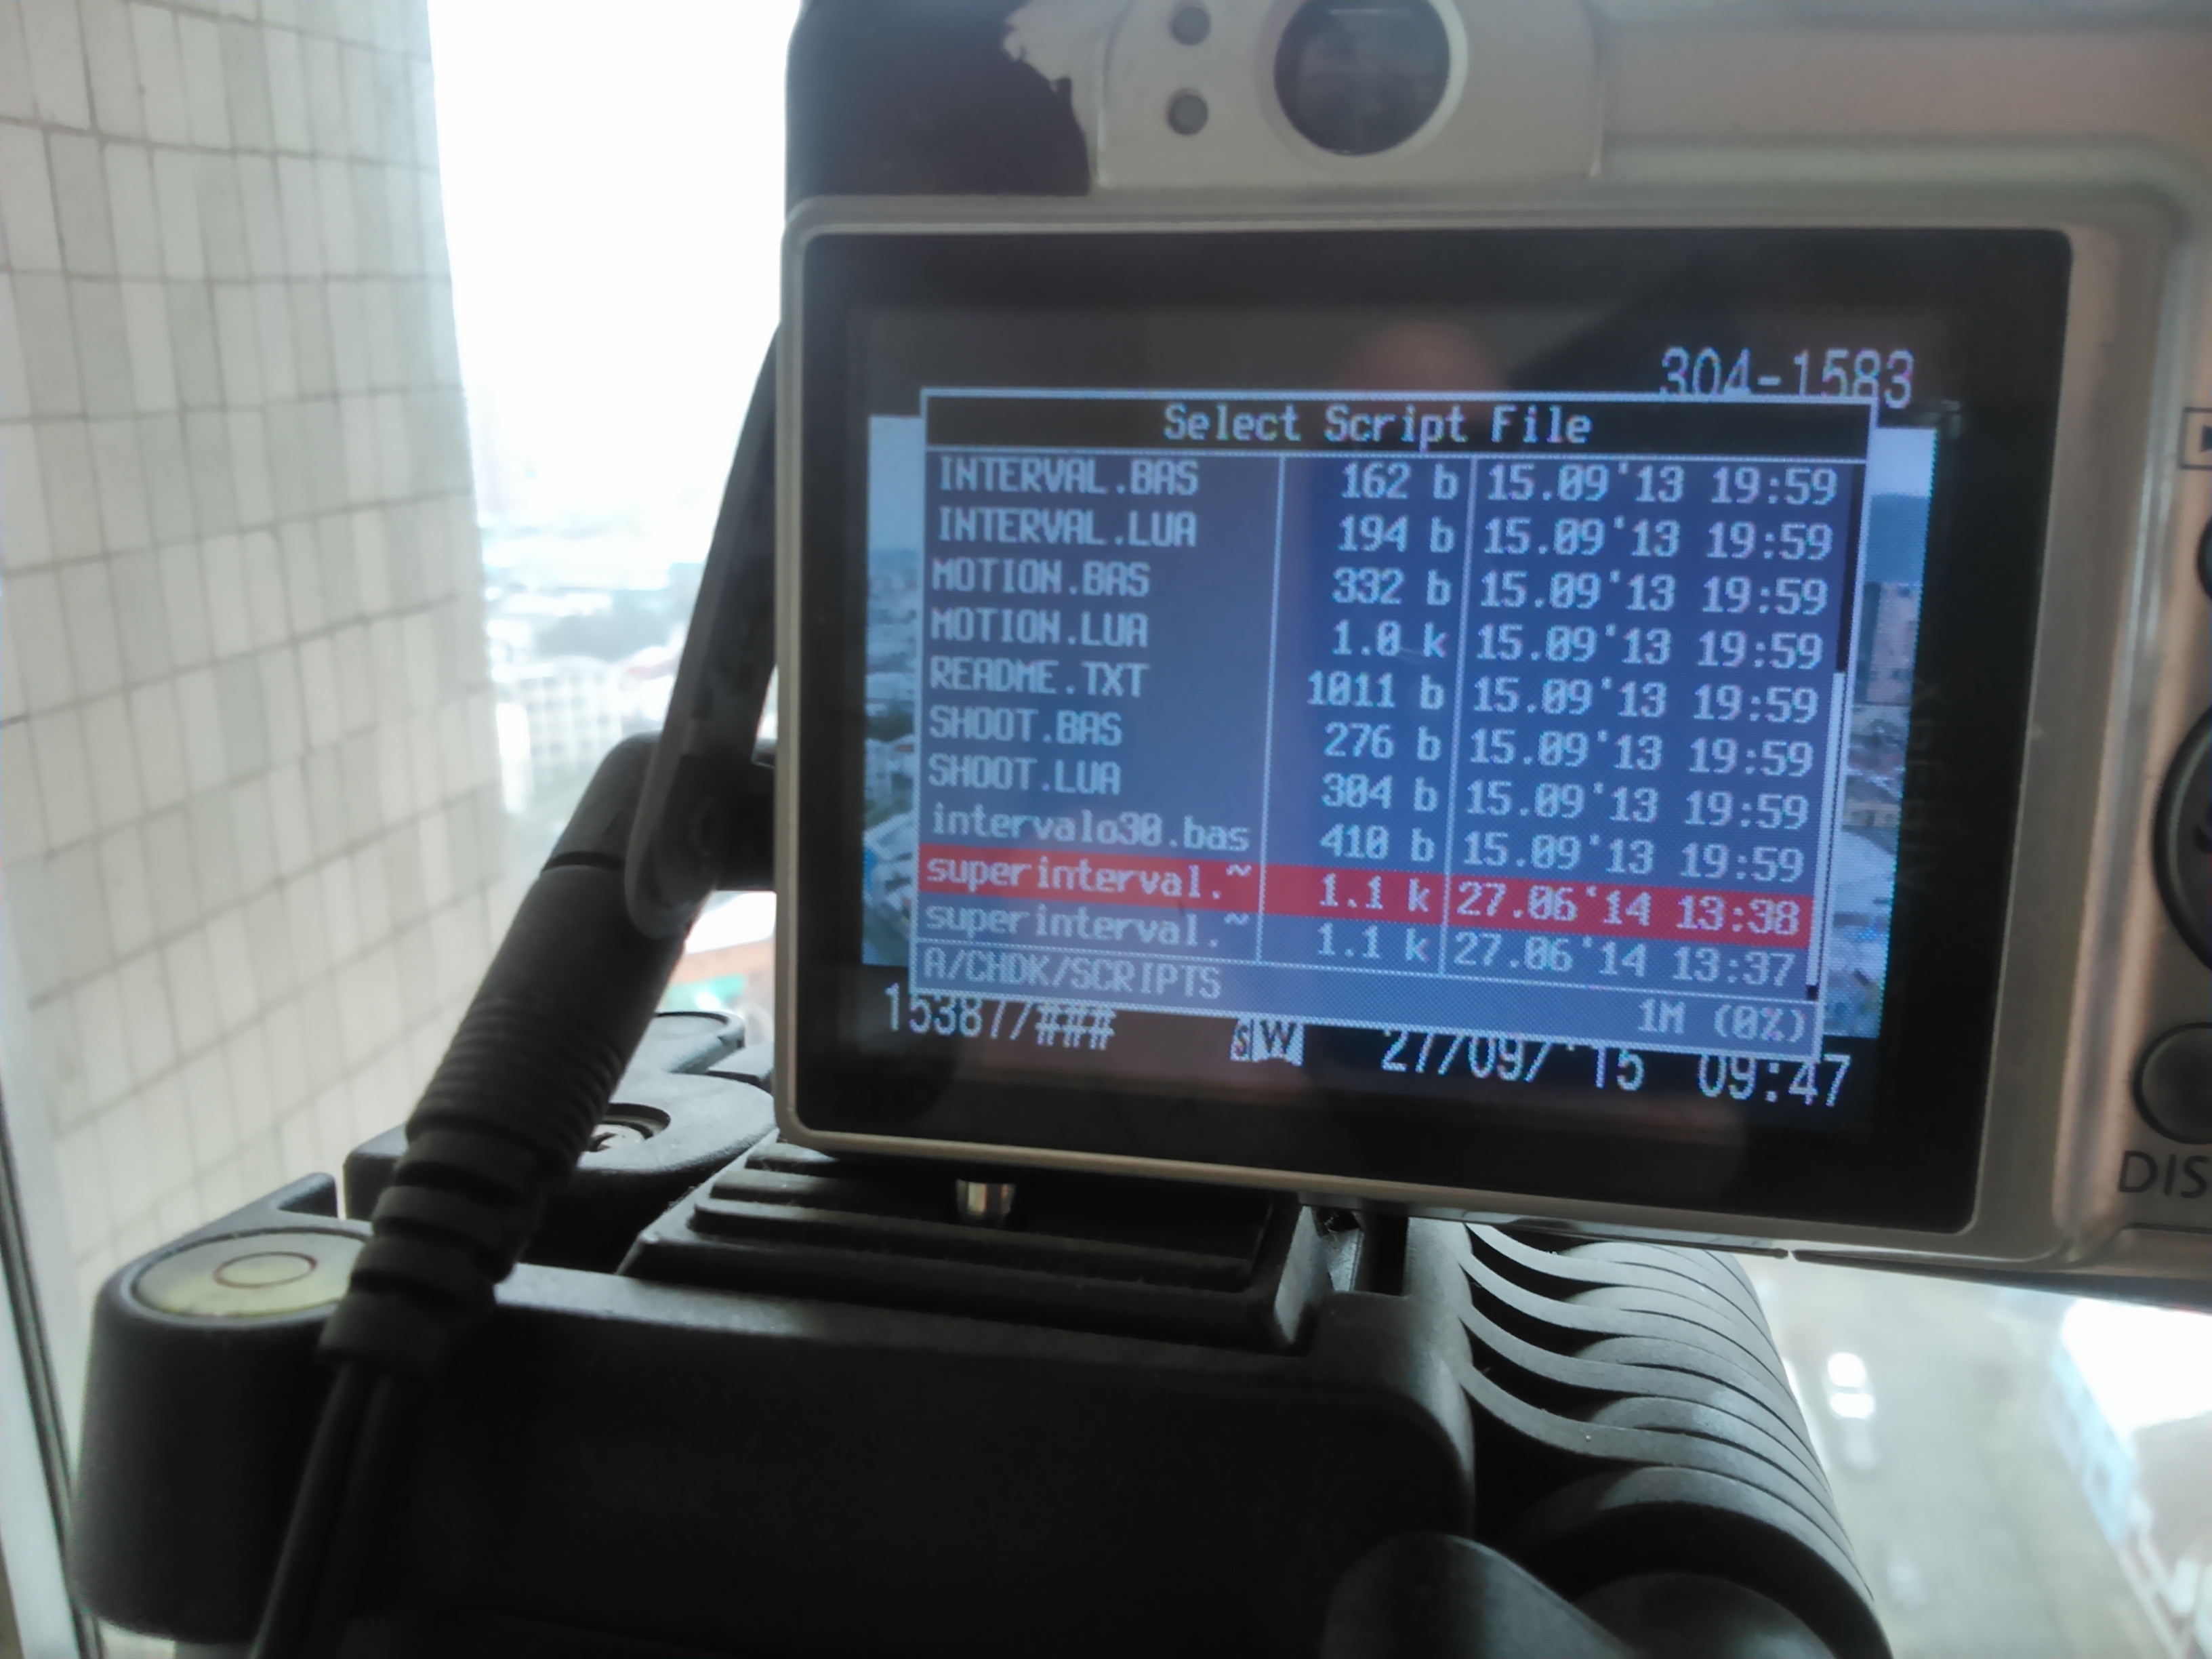 304-1583
Select Script File
INTERVAL.BAS 162 b 15.09'13 19:59
INTERVAL.LUA 194 b 15.09'13 19:59
MOTION.BAS 332 b 15.09'13 19:59
MOTION.LUA 1.0 k 15.09'13 19:59
README.TXT 1011 b 15.09'13 19:59
SHOOT.BAS 276 b 15.09'13 19:59
SHOOT.LUA 304 b 15.09'13 19:59
intervalo30.bas 410 b 15.09'13 19:59
superinterval.~ 1.1 k 27.06'14 13:38
superinterval.~ 1.1 k 27.06'14 13:37
A/CHDK/SCRIPTS 1M (0%)
15387/### SW 27/09/'15 09:47
DIS